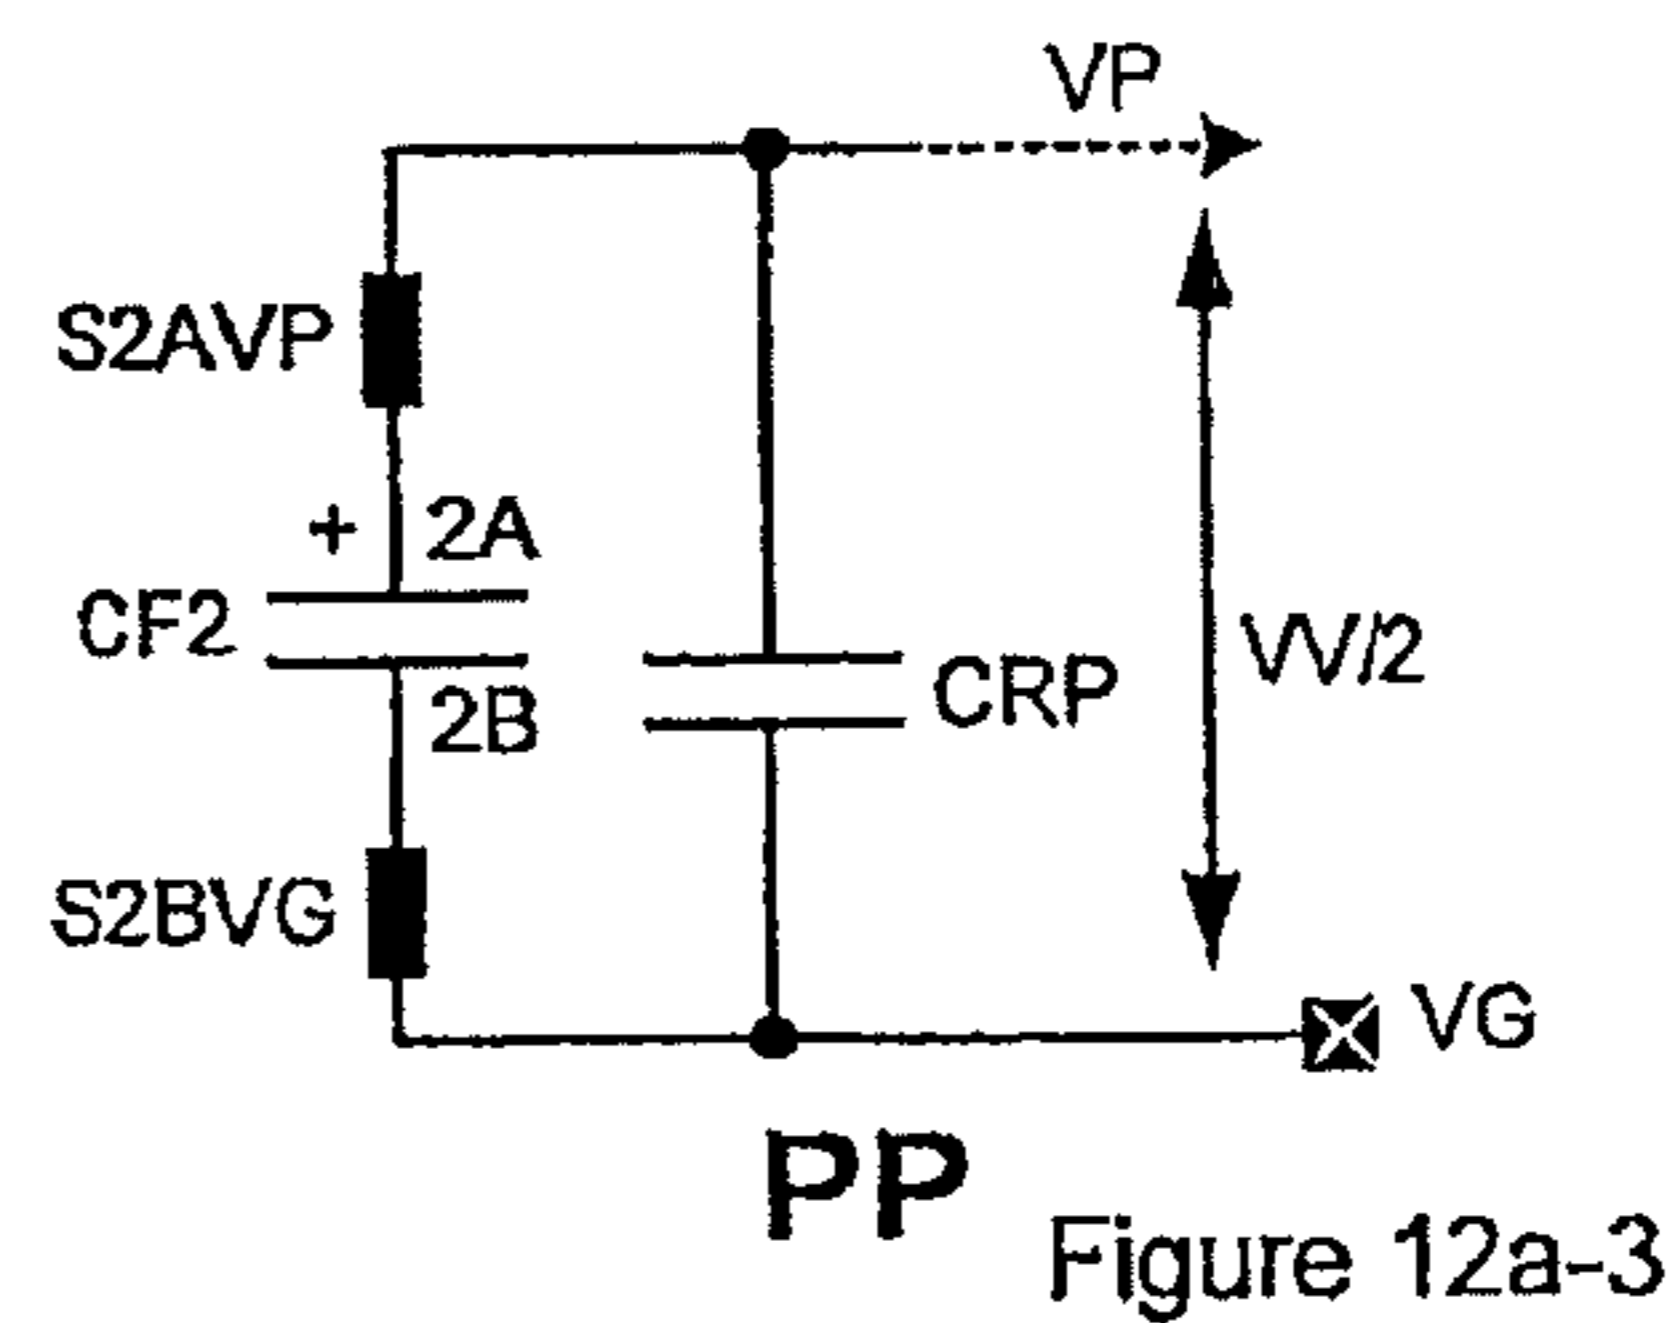 VP
S2AVP
+ 2A
CF2
VV/2
CRP
2B
S2BVG
VG
PP
Figure 12a-3